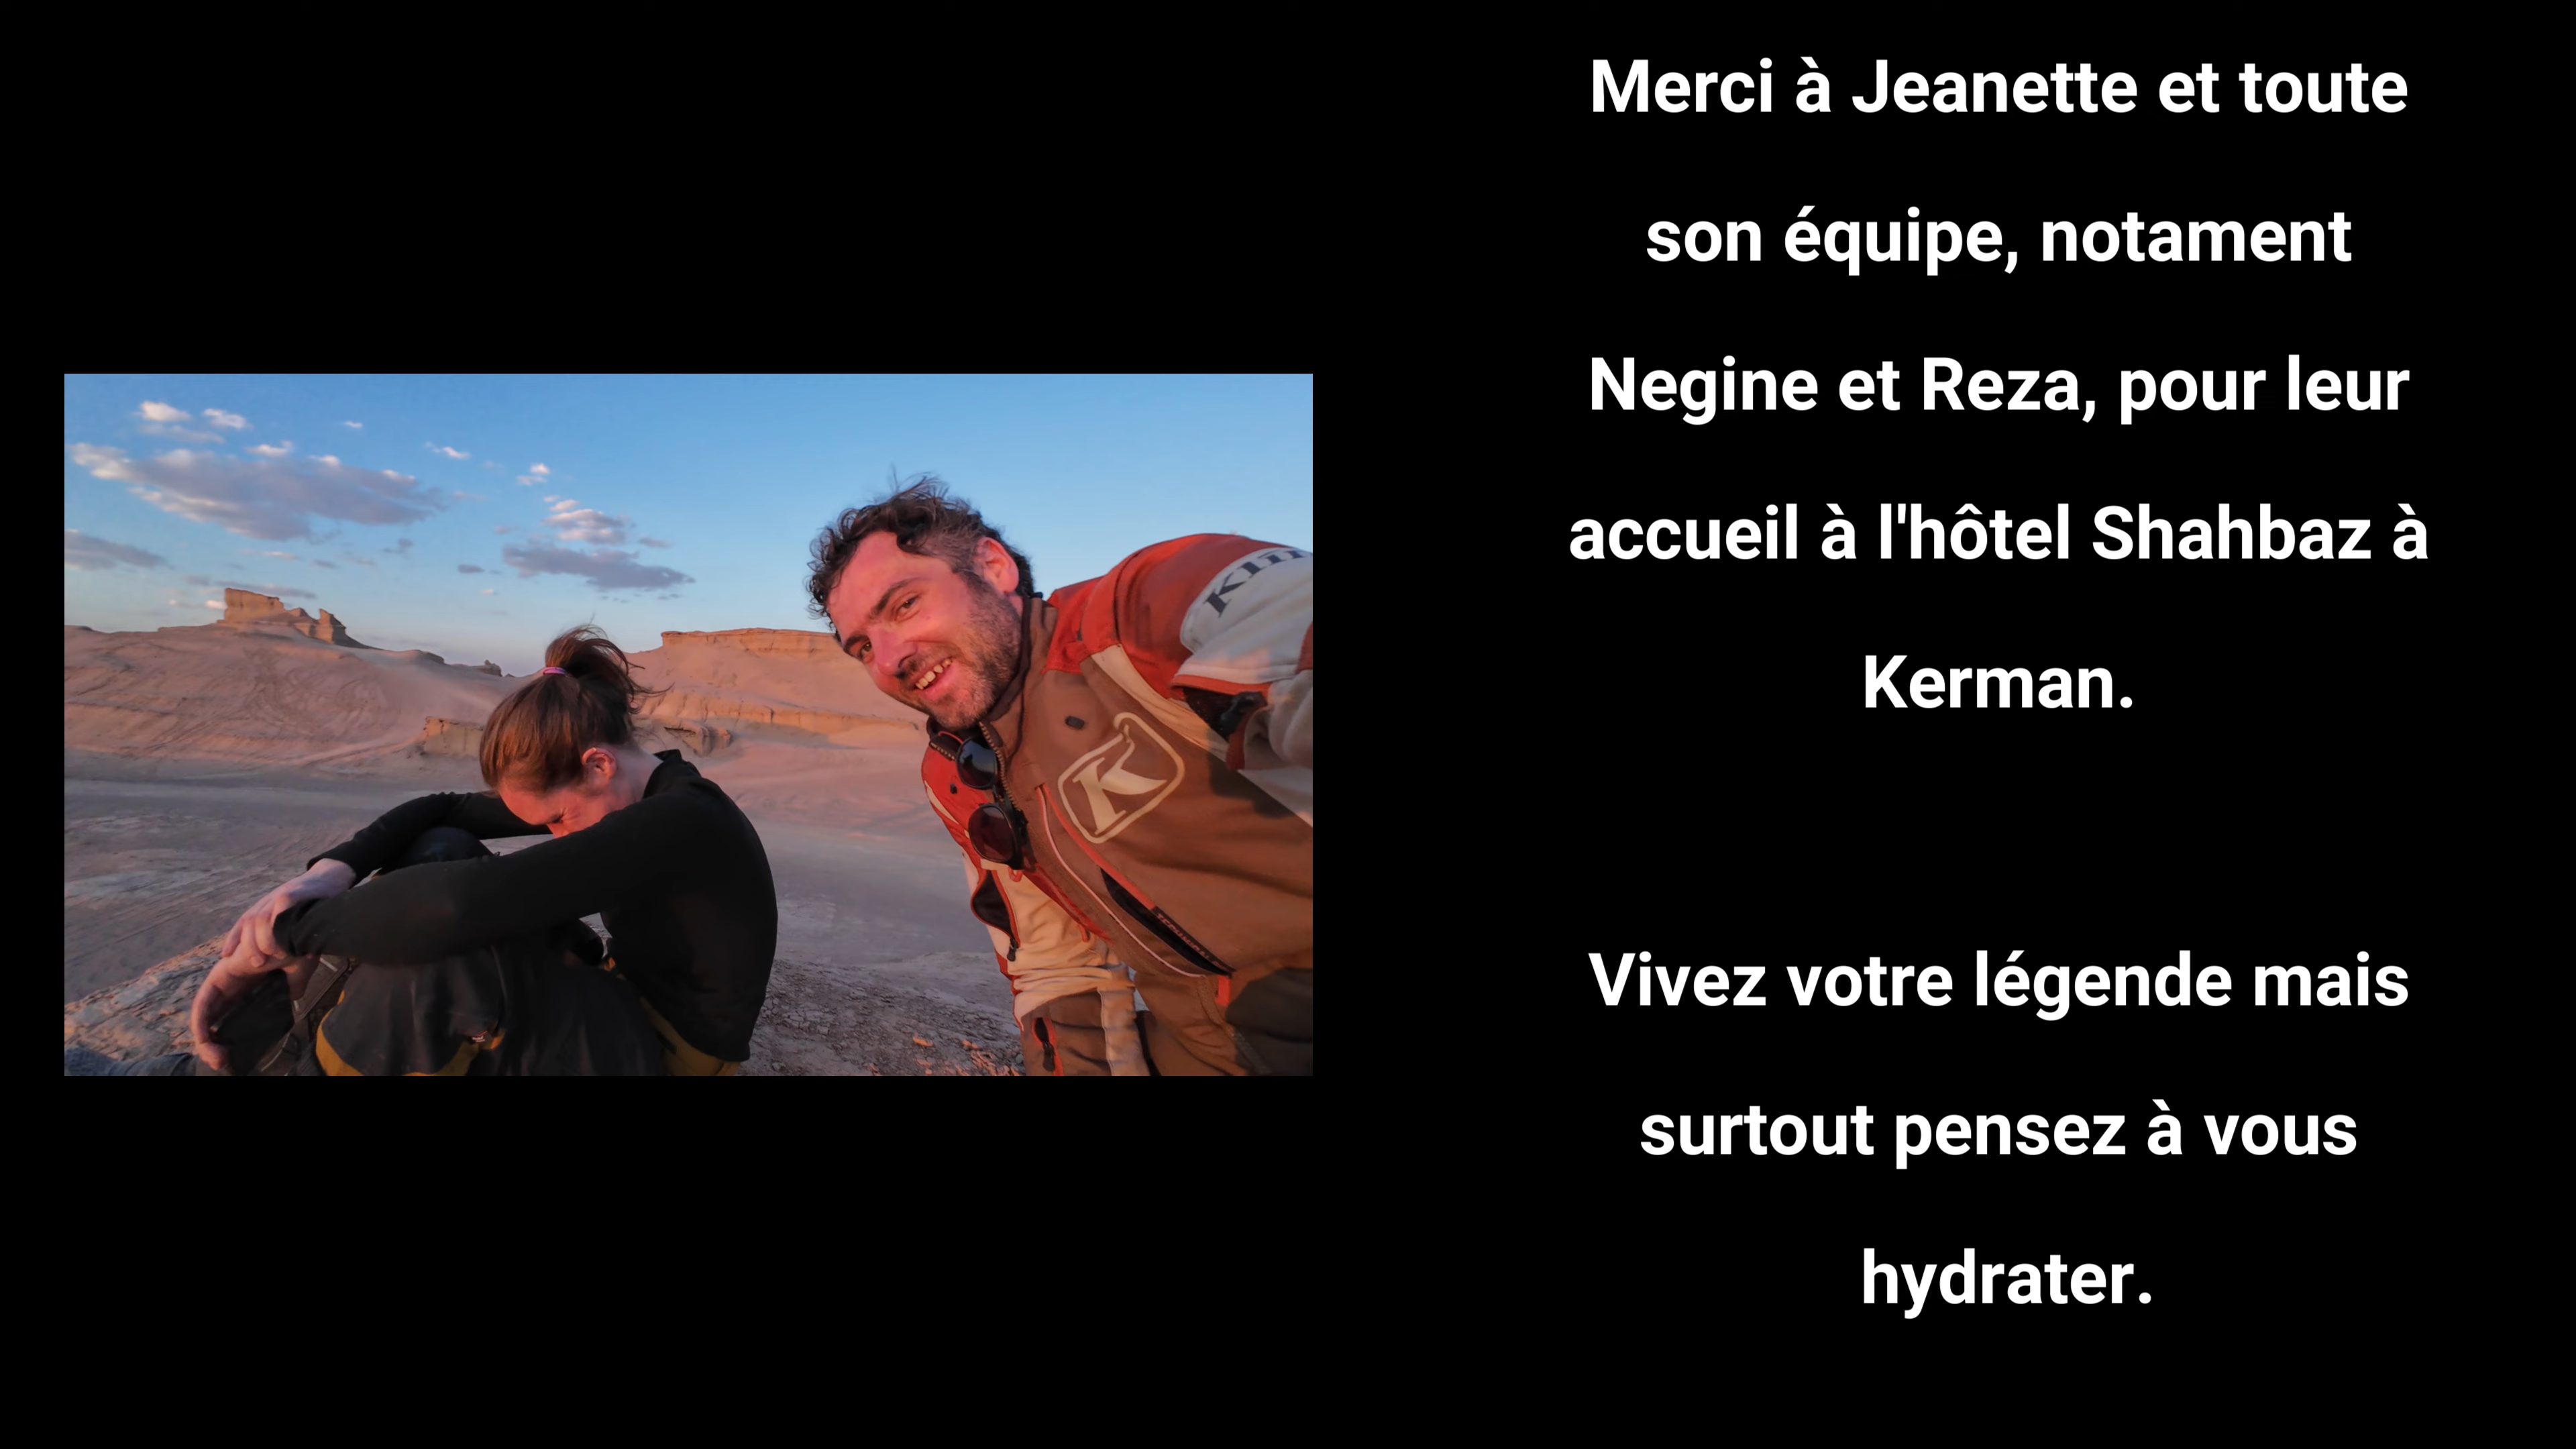 Merci à Jeanette et toute
son équipe, notament
Negine et Reza, pour leur
accueil à l'hôtel Shahbaz à
Kerman.
Vivez votre légende mais
surtout pensez à vous
hydrater.
K